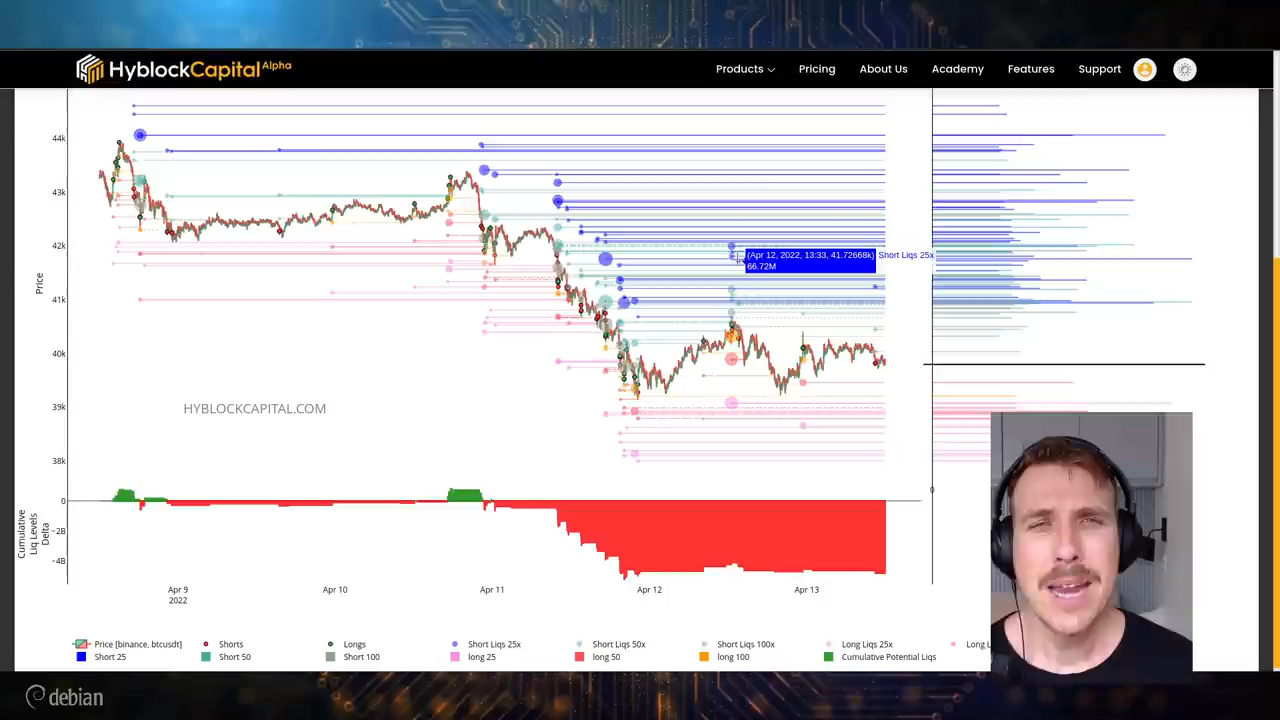 HyblockCapital Alpha
Products Pricing About Us Academy Features Support
44k
43k
42k
41k
40k
39k
38k
Price
(Apr 12, 2022, 13:33, 41.72668k) Short Liqs 25x
66.72M
HYBLOCKCAPITAL.COM
0
-2B
-4B
Cumulative
Liq Levels
Delta
0
Apr 9 Apr 10 Apr 11 Apr 12 Apr 13
2022
Price [binance, btcusdt] Shorts Longs Short Liqs 25x Short Liqs 50x Short Liqs 100x Long Liqs 25x Long L
Short 25 Short 50 Short 100 long 25 long 50 long 100 Cumulative Potential Liqs
debian